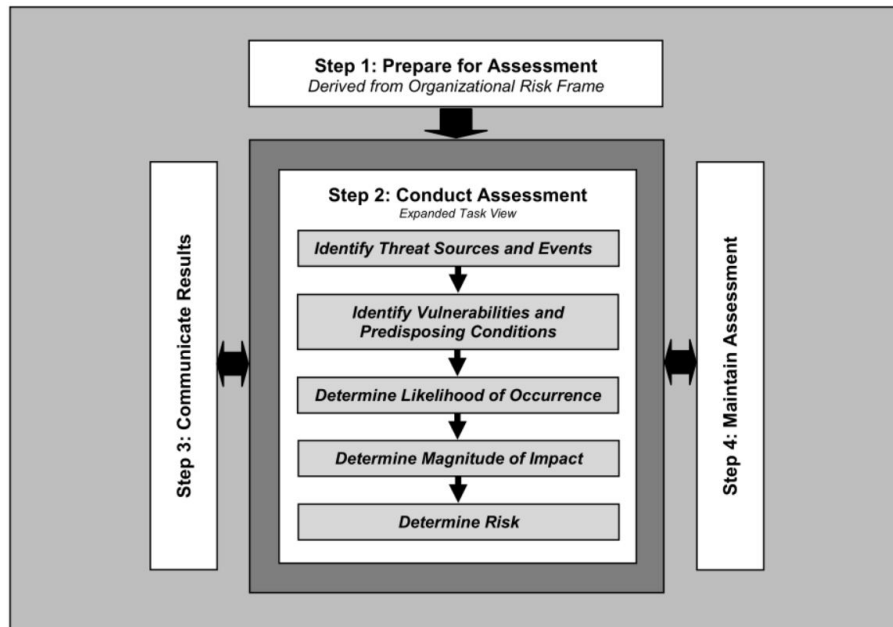 Step 1: Prepare for Assessment
Derived from Organizational Risk Frame
Step 2: Conduct Assessment
Expanded Task View
Identify Threat Sources and Events
Identify Vulnerabilities and
Predisposing Conditions
Determine Likelihood of Occurrence
Determine Magnitude of Impact
Determine Risk
Step 3: Communicate Results
Step 4: Maintain Assessment